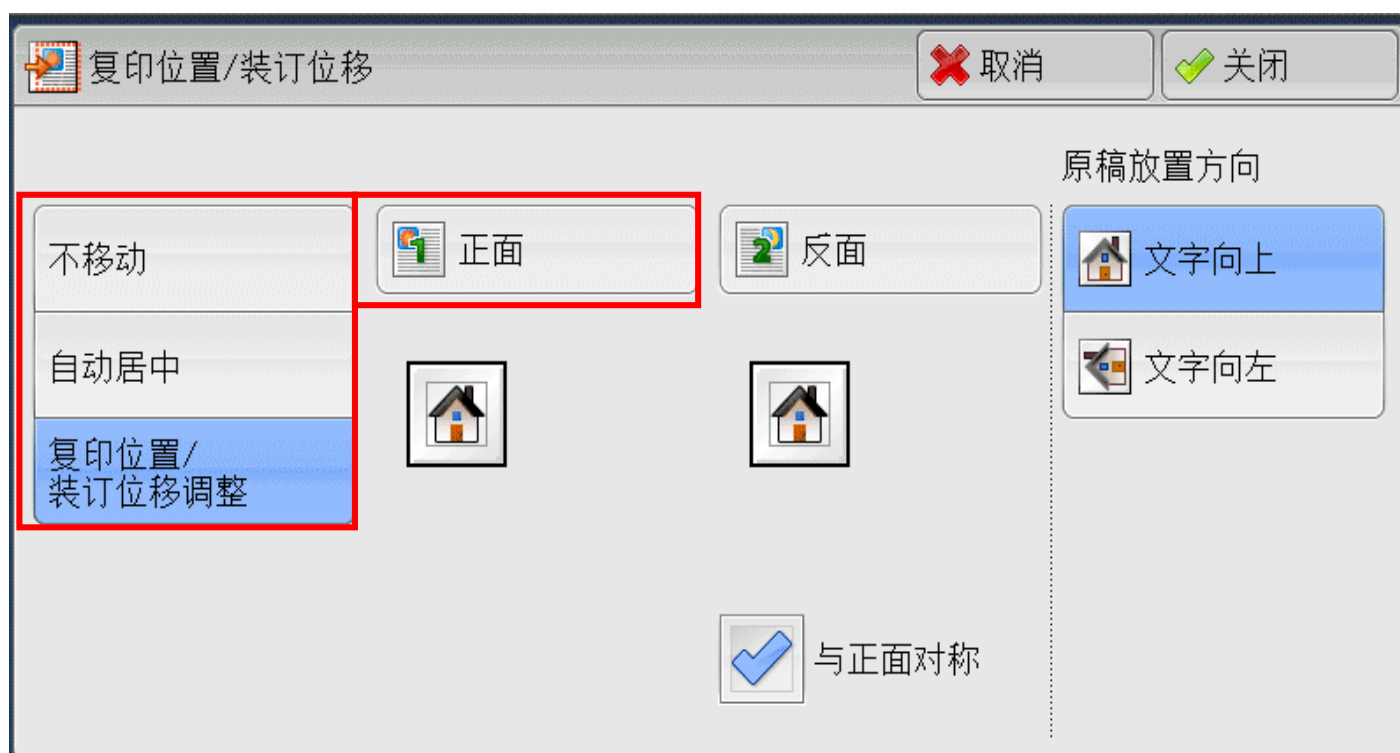 复印位置/装订位移
取消
关闭
原稿放置方向
不移动
1 正面
2 反面
文字向上
自动居中
文字向左
复印位置/
装订位移调整
与正面对称